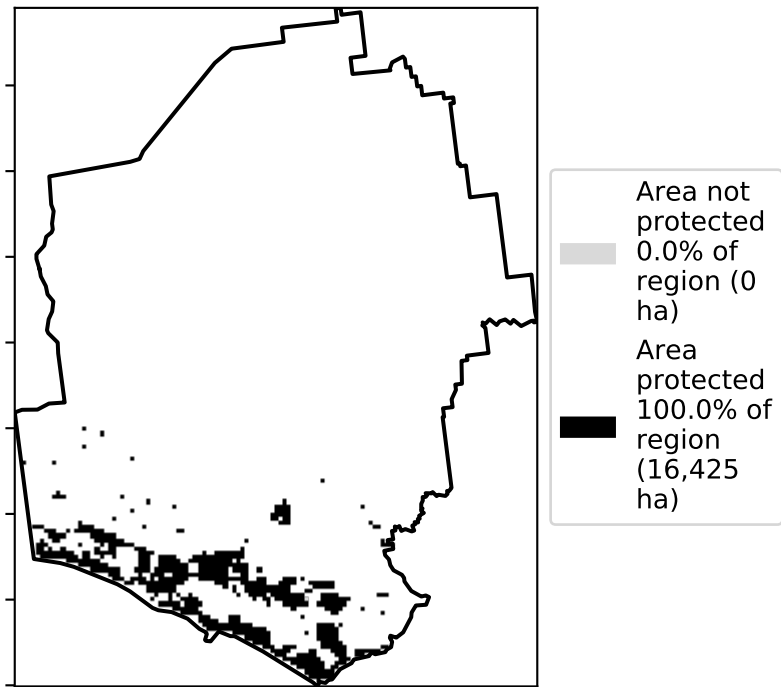 Area not
protected
0.0% of
region (0
ha)
Area
protected
100.0% of
region
(16,425
ha)